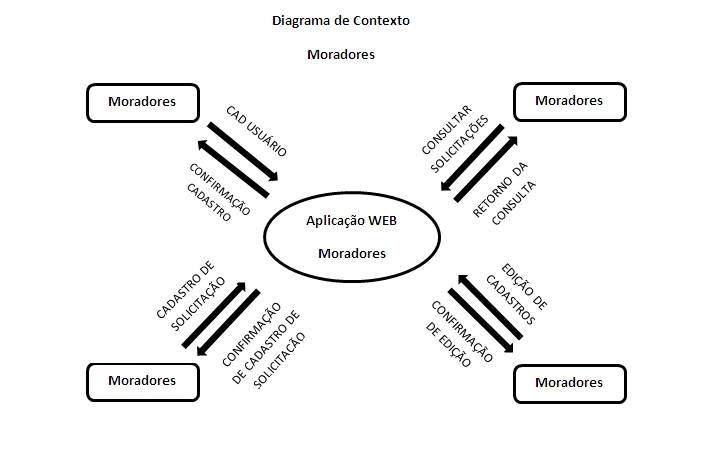 Diagrama de Contexto
Moradores
Moradores
CAD USUÁRIO
CONFIRMAÇÃO
CADASTRO
Moradores
CONSULTAR
SOLICITAÇÕES
RETORNO DA
CONSULTA
Aplicação WEB
Moradores
CADASTRO DE
SOLICITAÇÃO
CONFIRMAÇÃO
DE CADASTRO DE
SOLICITACÃO
Moradores
EDIÇÃO DE
CADASTROS
CONFIRMAÇÃO
DE EDIÇÃO
Moradores